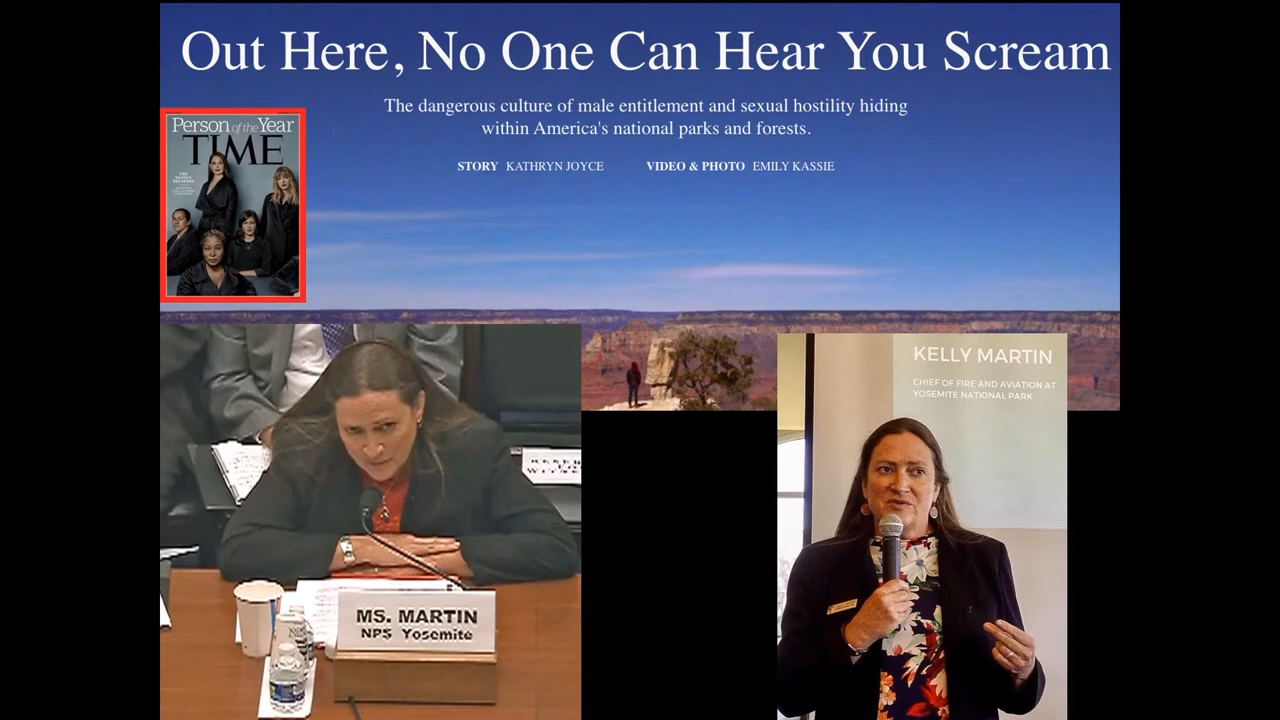 Out Here, No One Can Hear You Scream
The dangerous culture of male entitlement and sexual hostility hiding
within America's national parks and forests.
STORY KATHRYN JOYCE VIDEO & PHOTO EMILY KASSIE
Person of the Year
TIME
KELLY MARTIN
CHIEF OF FIRE AND AVIATION AT
YOSEMITE NATIONAL PARK
MS. MARTIN
NPS Yosemite